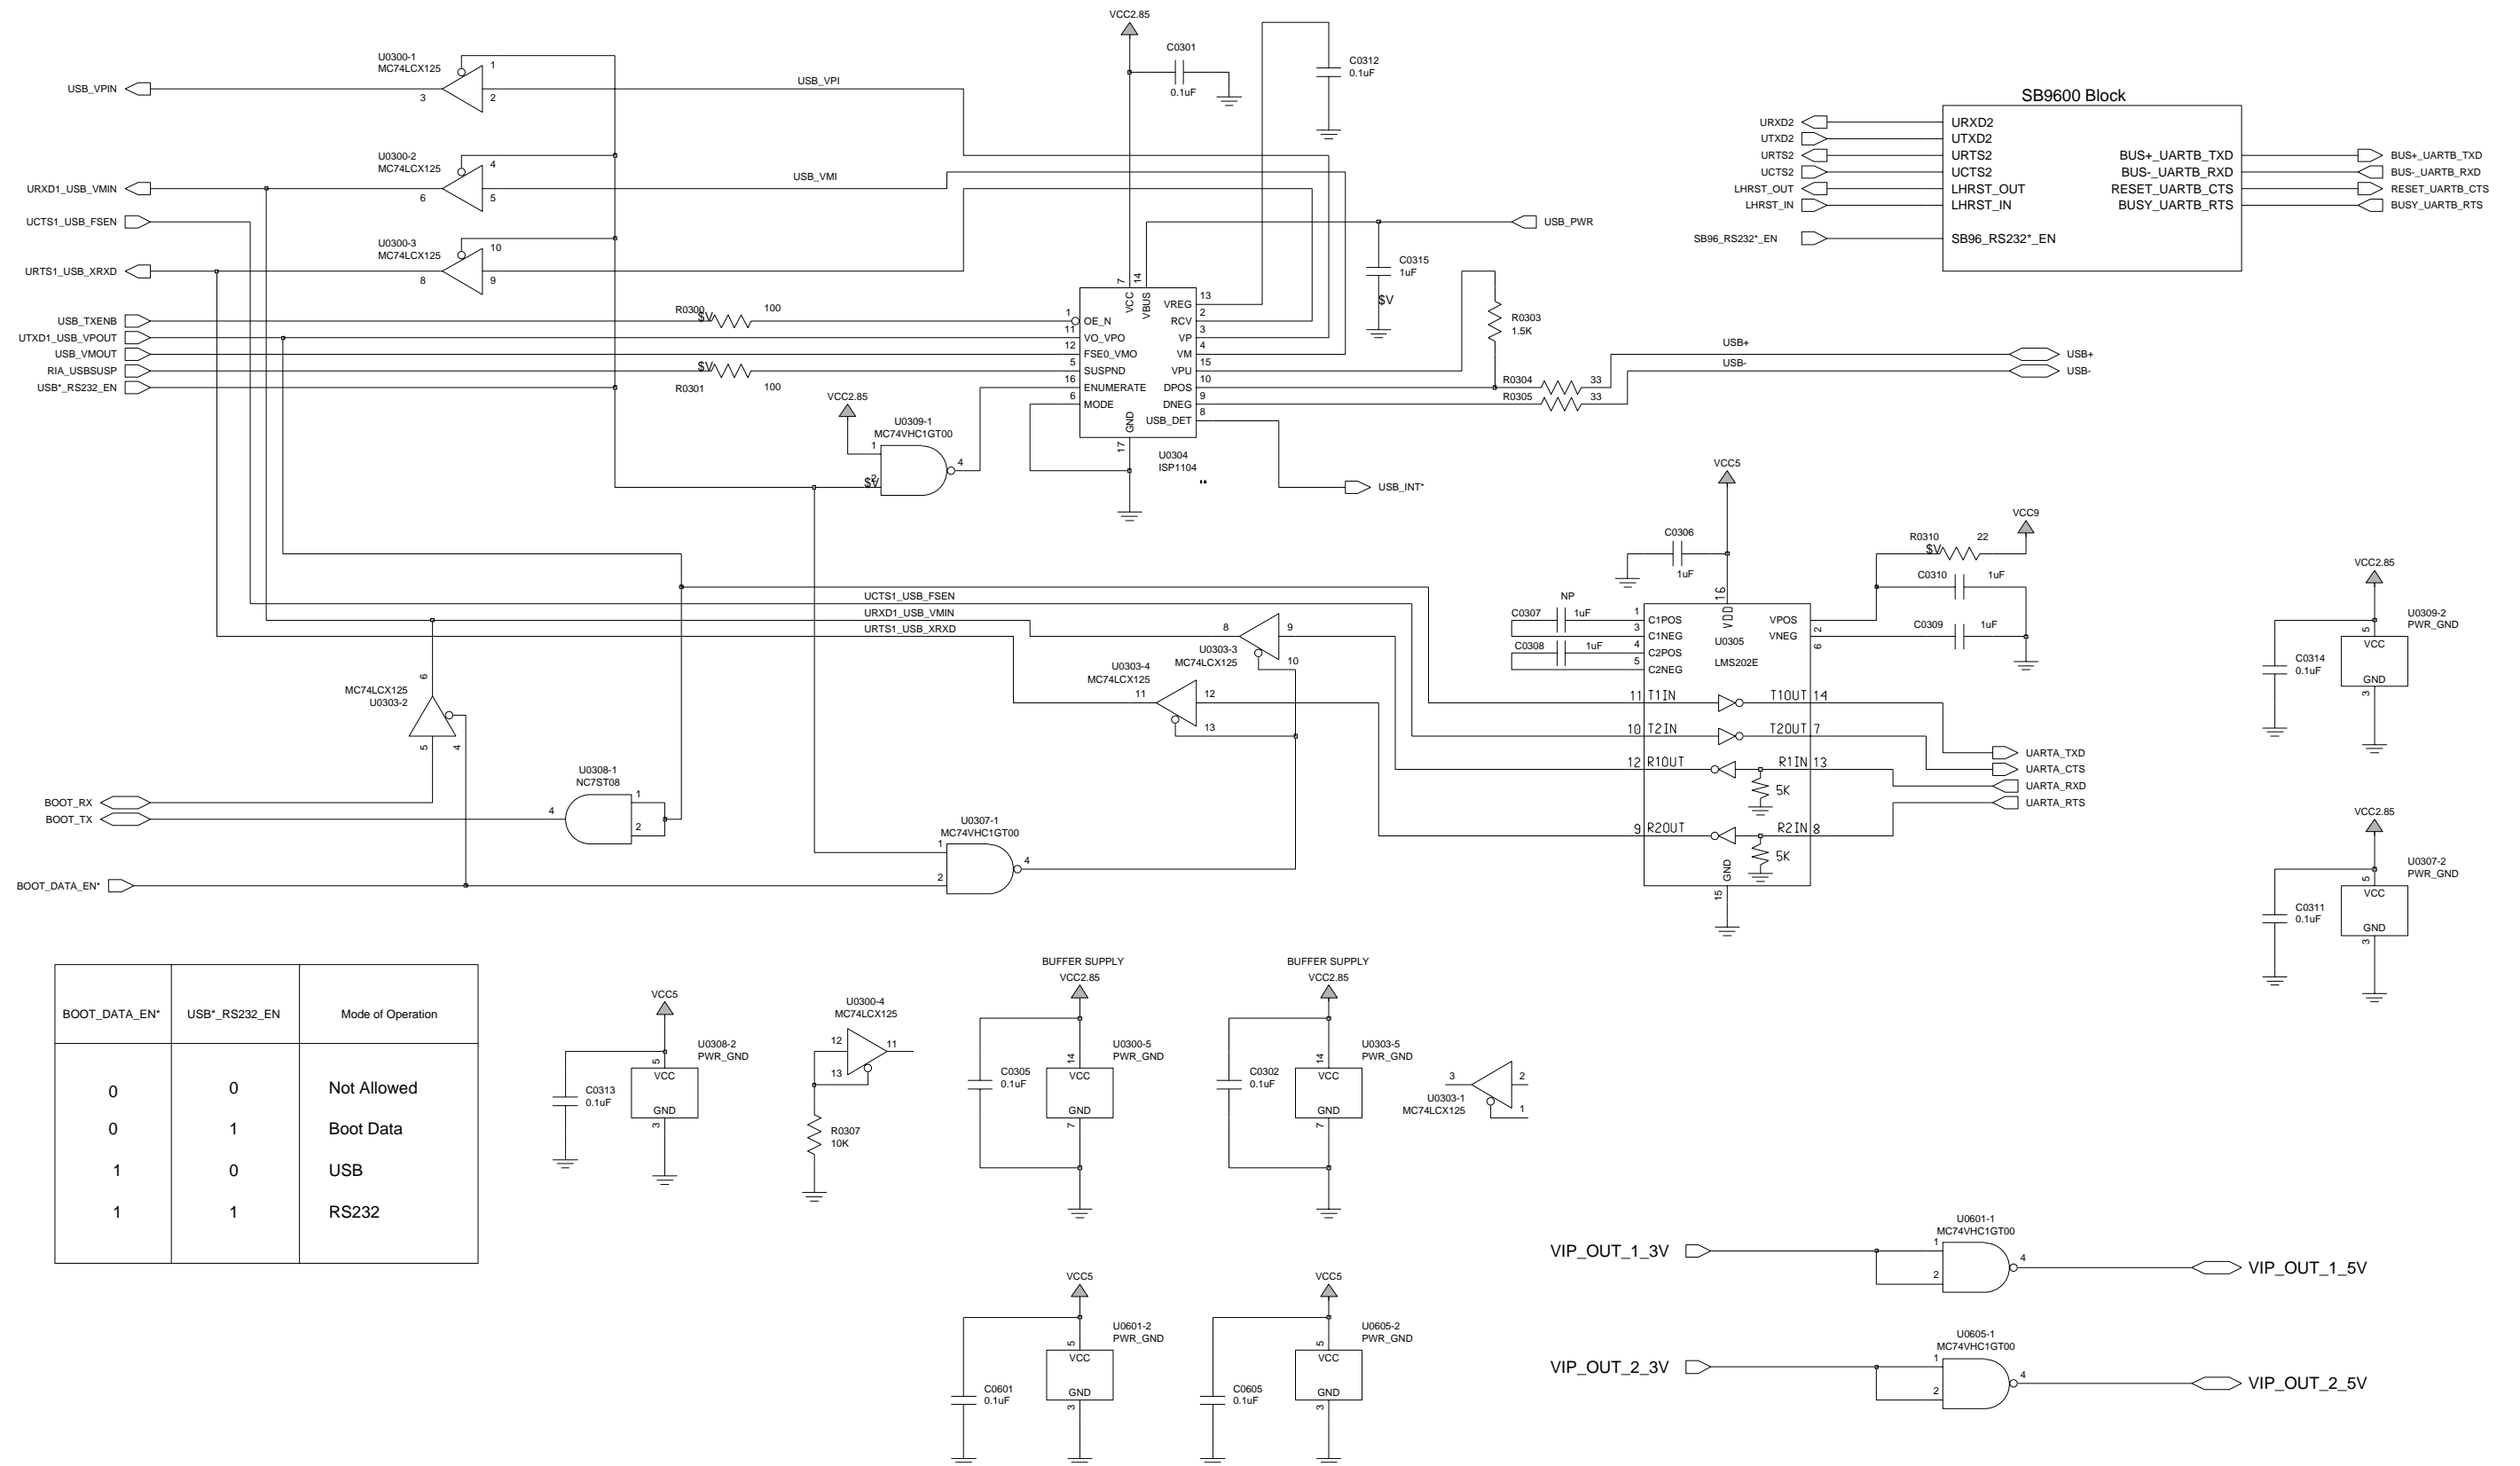 VCC2.85
C0301
0.1uF
C0312
0.1uF
U0300-1
MC74LCX125
1
2
3
USB_VPIN
USB_VPI
U0300-2
MC74LCX125
4
5
6
URXD1_USB_VMIN
USB_VMI
UCTS1_USB_FSEN
U0300-3
MC74LCX125
10
9
8
URTS1_USB_XRXD
USB_TXENB
UTXD1_USB_VPOUT
USB_VMOUT
RIA_USBSUSP
USB*_RS232_EN
R0300
$V
100
$V
R0301
100
USB_PWR
C0315
1uF
$V
7
14
VCC
VBUS
1
OE_N
11
VO_VPO
12
FSE0_VMO
5
SUSPND
16
ENUMERATE
6
MODE
GND
17
VREG
13
RCV
2
VP
3
VM
4
VPU
15
DPOS
10
DNEG
9
USB_DET
8
U0304
ISP1104
R0303
1.5K
USB+
USB-
R0304
33
R0305
33
USB+
USB-
USB_INT*
VCC2.85
U0309-1
MC74VHC1GT00
1
2
$V
4
SB9600 Block
URXD2
UTXD2
URTS2
UCTS2
LHRST_OUT
LHRST_IN
SB96_RS232*_EN
URXD2
UTXD2
URTS2
UCTS2
LHRST_OUT
LHRST_IN
SB96_RS232*_EN
BUS+_UARTB_TXD
BUS-_UARTB_RXD
RESET_UARTB_CTS
BUSY_UARTB_RTS
BUS+_UARTB_TXD
BUS-_UARTB_RXD
RESET_UARTB_CTS
BUSY_UARTB_RTS
UCTS1_USB_FSEN
URXD1_USB_VMIN
URTS1_USB_XRXD
8
9
U0303-3
MC74LCX125
10
U0303-4
MC74LCX125
11
12
13
VCC5
C0306
1uF
NP
C0307
1uF
C0308
1uF
16
VDD
U0305
LMS202E
1
C1POS
3
C1NEG
4
C2POS
5
C2NEG
VPOS
2
VNEG
6
11 T1IN
T1OUT 14
10 T2IN
T2OUT 7
12 R1OUT
R1IN 13
5K
9 R2OUT
R2IN 8
5K
GND
15
VCC9
R0310
$V
22
C0310
1uF
C0309
1uF
UARTA_TXD
UARTA_CTS
UARTA_RXD
UARTA_RTS
VCC2.85
U0309-2
PWR_GND
5
VCC
GND
3
C0314
0.1uF
VCC2.85
U0307-2
PWR_GND
5
VCC
GND
3
C0311
0.1uF
MC74LCX125
U0303-2
6
5
4
U0308-1
NC7ST08
1
2
4
BOOT_RX
BOOT_TX
BOOT_DATA_EN*
U0307-1
MC74VHC1GT00
1
2
4
BOOT_DATA_EN*
USB*_RS232_EN
Mode of Operation
0
0
Not Allowed
0
1
Boot Data
1
0
USB
1
1
RS232
VCC5
U0308-2
PWR_GND
5
VCC
GND
3
C0313
0.1uF
U0300-4
MC74LCX125
12
11
13
R0307
10K
BUFFER SUPPLY
VCC2.85
U0300-5
PWR_GND
14
VCC
GND
7
C0305
0.1uF
BUFFER SUPPLY
VCC2.85
U0303-5
PWR_GND
14
VCC
GND
7
C0302
0.1uF
3
2
U0303-1
MC74LCX125
1
VCC5
U0601-2
PWR_GND
5
VCC
GND
3
C0601
0.1uF
VCC5
U0605-2
PWR_GND
5
VCC
GND
3
C0605
0.1uF
VIP_OUT_1_3V
U0601-1
MC74VHC1GT00
1
2
4
VIP_OUT_1_5V
VIP_OUT_2_3V
U0605-1
MC74VHC1GT00
1
2
4
VIP_OUT_2_5V